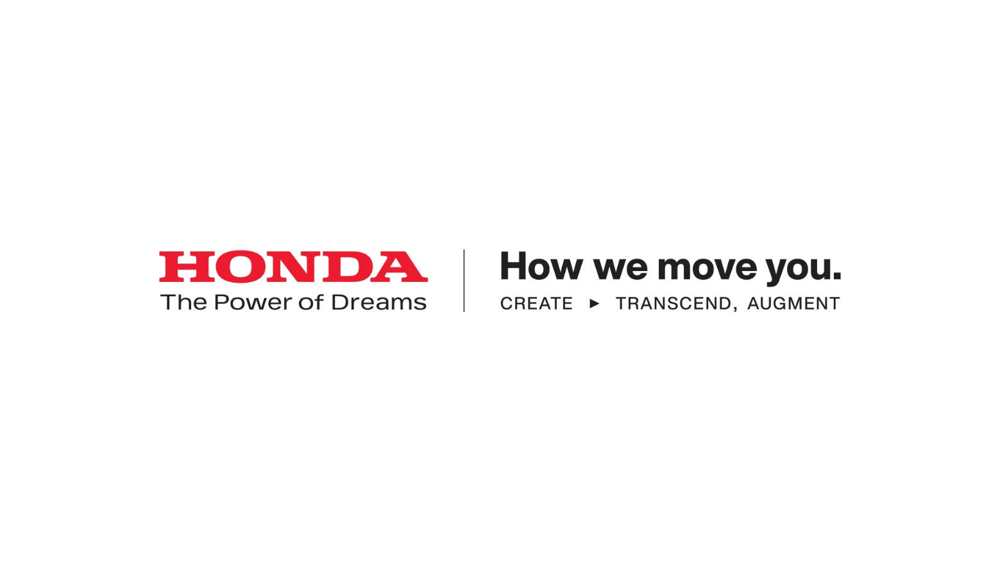 HONDA
The Power of Dreams
How we move you.
CREATE ► TRANSCEND, AUGMENT